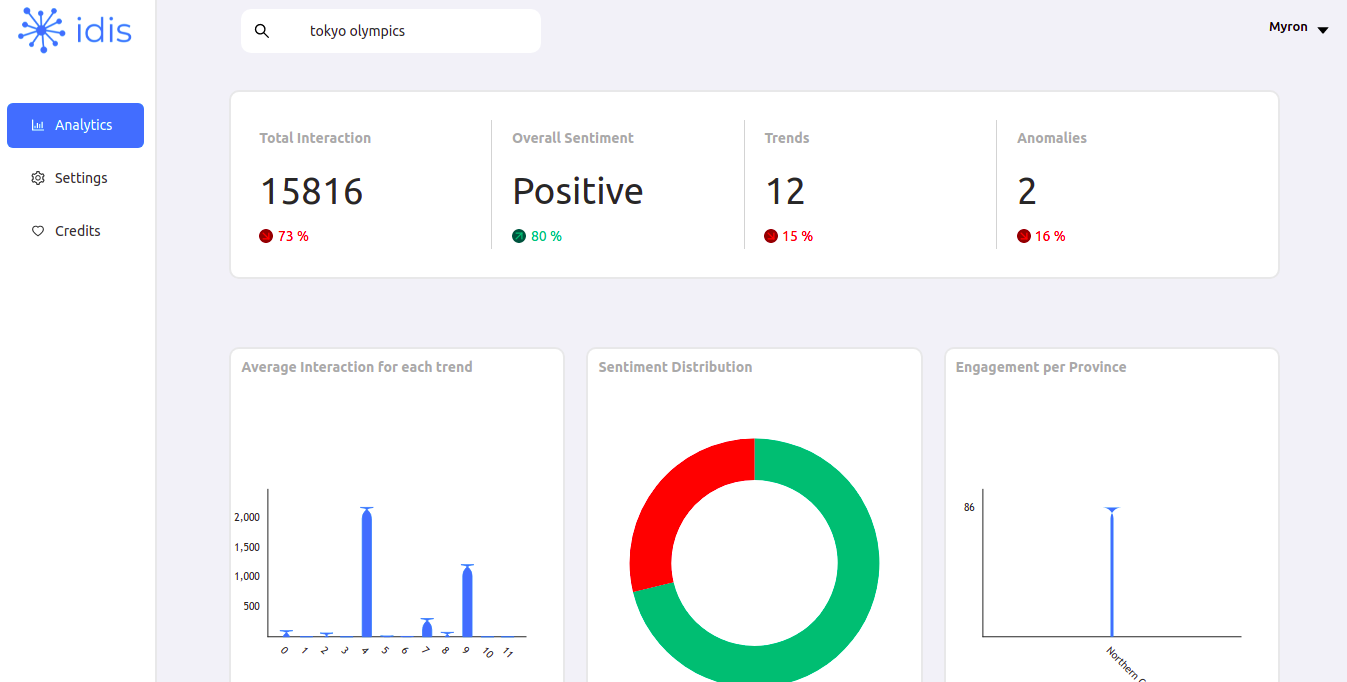 idis
tokyo olympics
Myron
Analytics
Settings
Credits
Total Interaction
15816
73 %
Overall Sentiment
Positive
80 %
Trends
12
15 %
Anomalies
2
16 %
Average Interaction for each trend
2,000
1,500
1,000
500
0 1 2 3 4 5 6 7 8 9 10 11
Sentiment Distribution
Engagement per Province
86
Northern